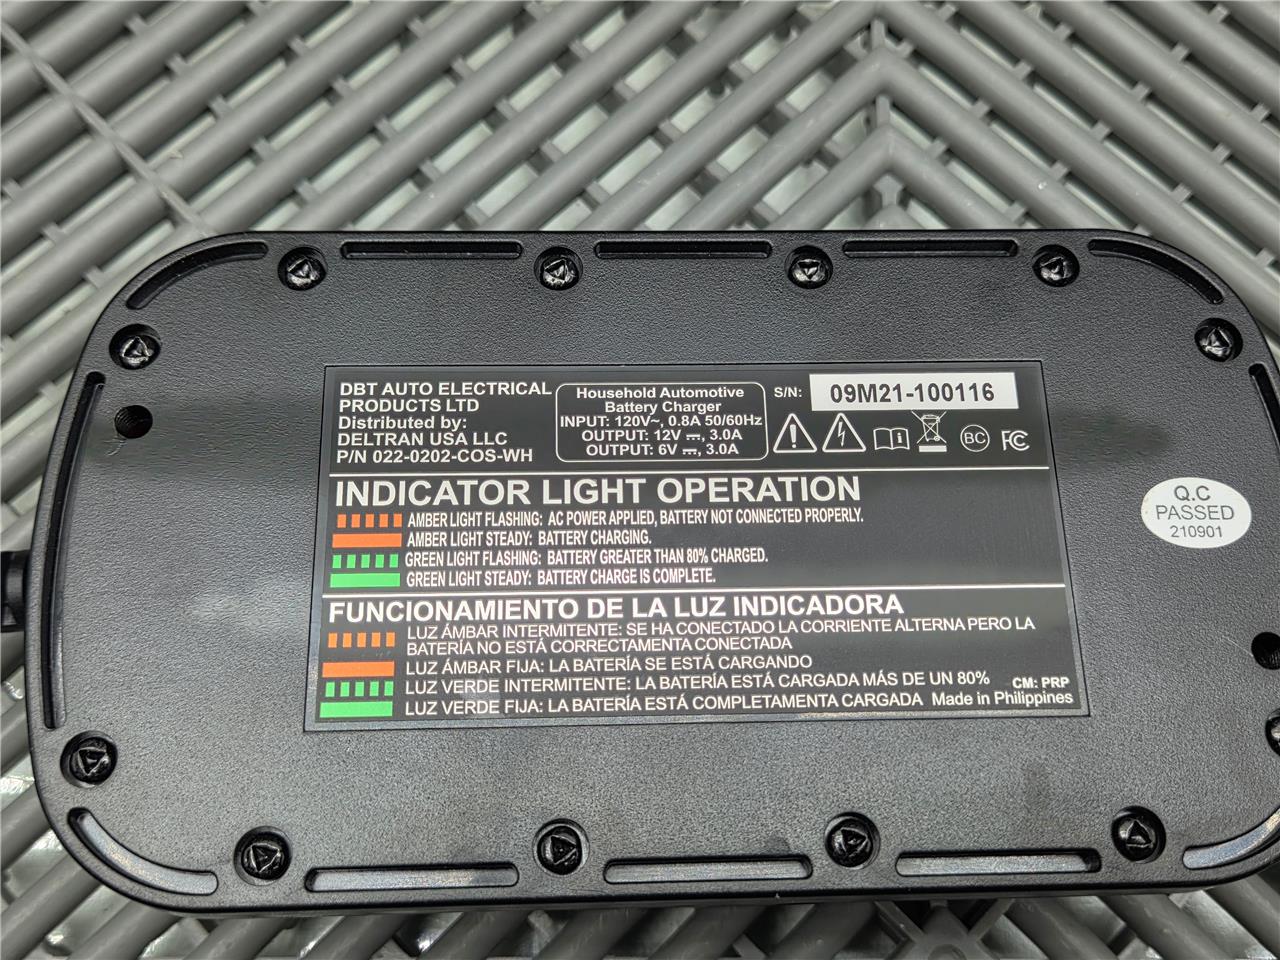 DBT AUTO ELECTRICAL
PRODUCTS LTD
Distributed by:
DELTRAN USA LLC
P/N 022-0202-COS-WH
Household Automotive
Battery Charger
INPUT: 120V~, 0.8A 50/60Hz
OUTPUT: 12V ⎓, 3.0A
OUTPUT: 6V ⎓, 3.0A
S/N: 09M21-100116
BC FC
INDICATOR LIGHT OPERATION
AMBER LIGHT FLASHING: AC POWER APPLIED, BATTERY NOT CONNECTED PROPERLY.
AMBER LIGHT STEADY: BATTERY CHARGING.
GREEN LIGHT FLASHING: BATTERY GREATER THAN 80% CHARGED.
GREEN LIGHT STEADY: BATTERY CHARGE IS COMPLETE.
FUNCIONAMIENTO DE LA LUZ INDICADORA
LUZ ÁMBAR INTERMITENTE: SE HA CONECTADO LA CORRIENTE ALTERNA PERO LA
BATERÍA NO ESTÁ CORRECTAMENTE CONECTADA
LUZ ÁMBAR FIJA: LA BATERÍA SE ESTÁ CARGANDO
LUZ VERDE INTERMITENTE: LA BATERÍA ESTÁ CARGADA MÁS DE UN 80%
LUZ VERDE FIJA: LA BATERÍA ESTÁ COMPLETAMENTE CARGADA
CM: PRP
Made in Philippines
Q.C
PASSED
210901